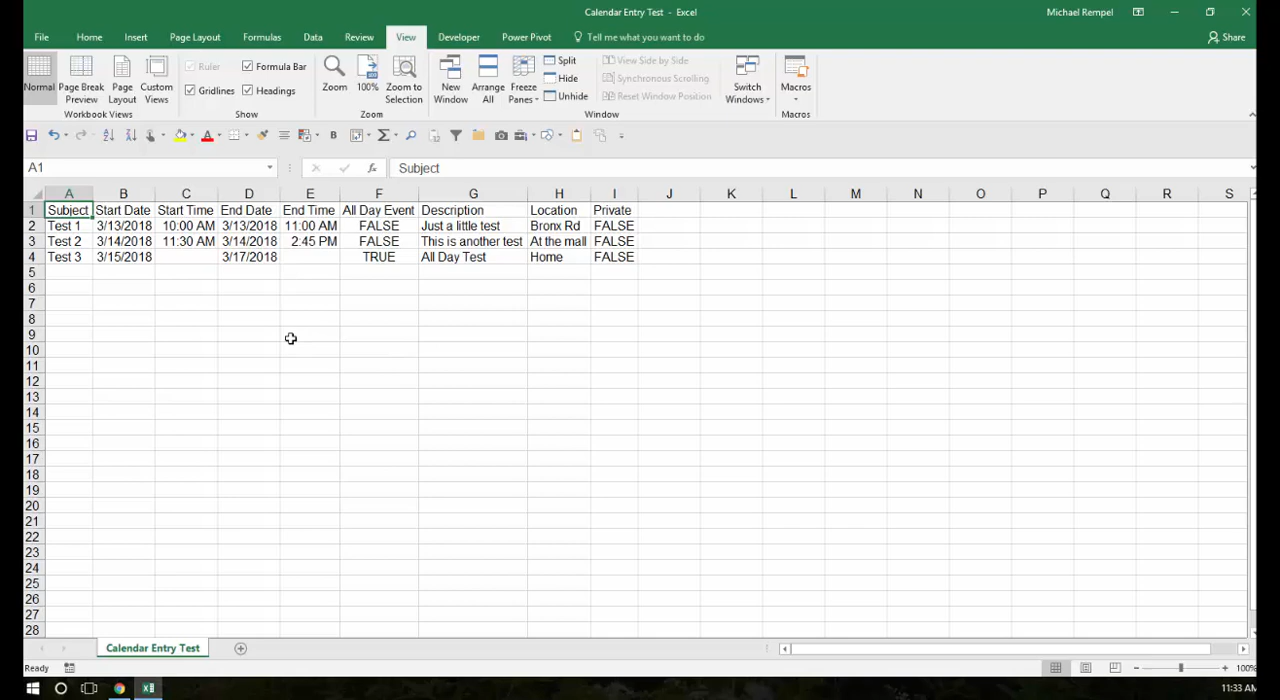 Calendar Entry Test - Excel
Michael Rempel
File Home Insert Page Layout Formulas Data Review View Developer Power Pivot Tell me what you want to do Share
Normal Page Break Preview Page Layout Custom Views
Ruler Formula Bar
Gridlines Headings
Zoom 100% Zoom to Selection
New Window Arrange All Freeze Panes
Split
Hide
Unhide
View Side by Side
Synchronous Scrolling
Reset Window Position
Switch Windows
Macros
Workbook Views Show Zoom Window Macros
A1 fx Subject
A B C D E F G H I J K L M N O P Q R S
1 Subject Start Date Start Time End Date End Time All Day Event Description Location Private
2 Test 1 3/13/2018 10:00 AM 3/13/2018 11:00 AM FALSE Just a little test Bronx Rd FALSE
3 Test 2 3/14/2018 11:30 AM 3/14/2018 2:45 PM FALSE This is another test At the mall FALSE
4 Test 3 3/15/2018 3/17/2018 TRUE All Day Test Home FALSE
5
6
7
8
9
10
11
12
13
14
15
16
17
18
19
20
21
22
23
24
25
26
27
28
Calendar Entry Test
Ready
100%
11:33 AM